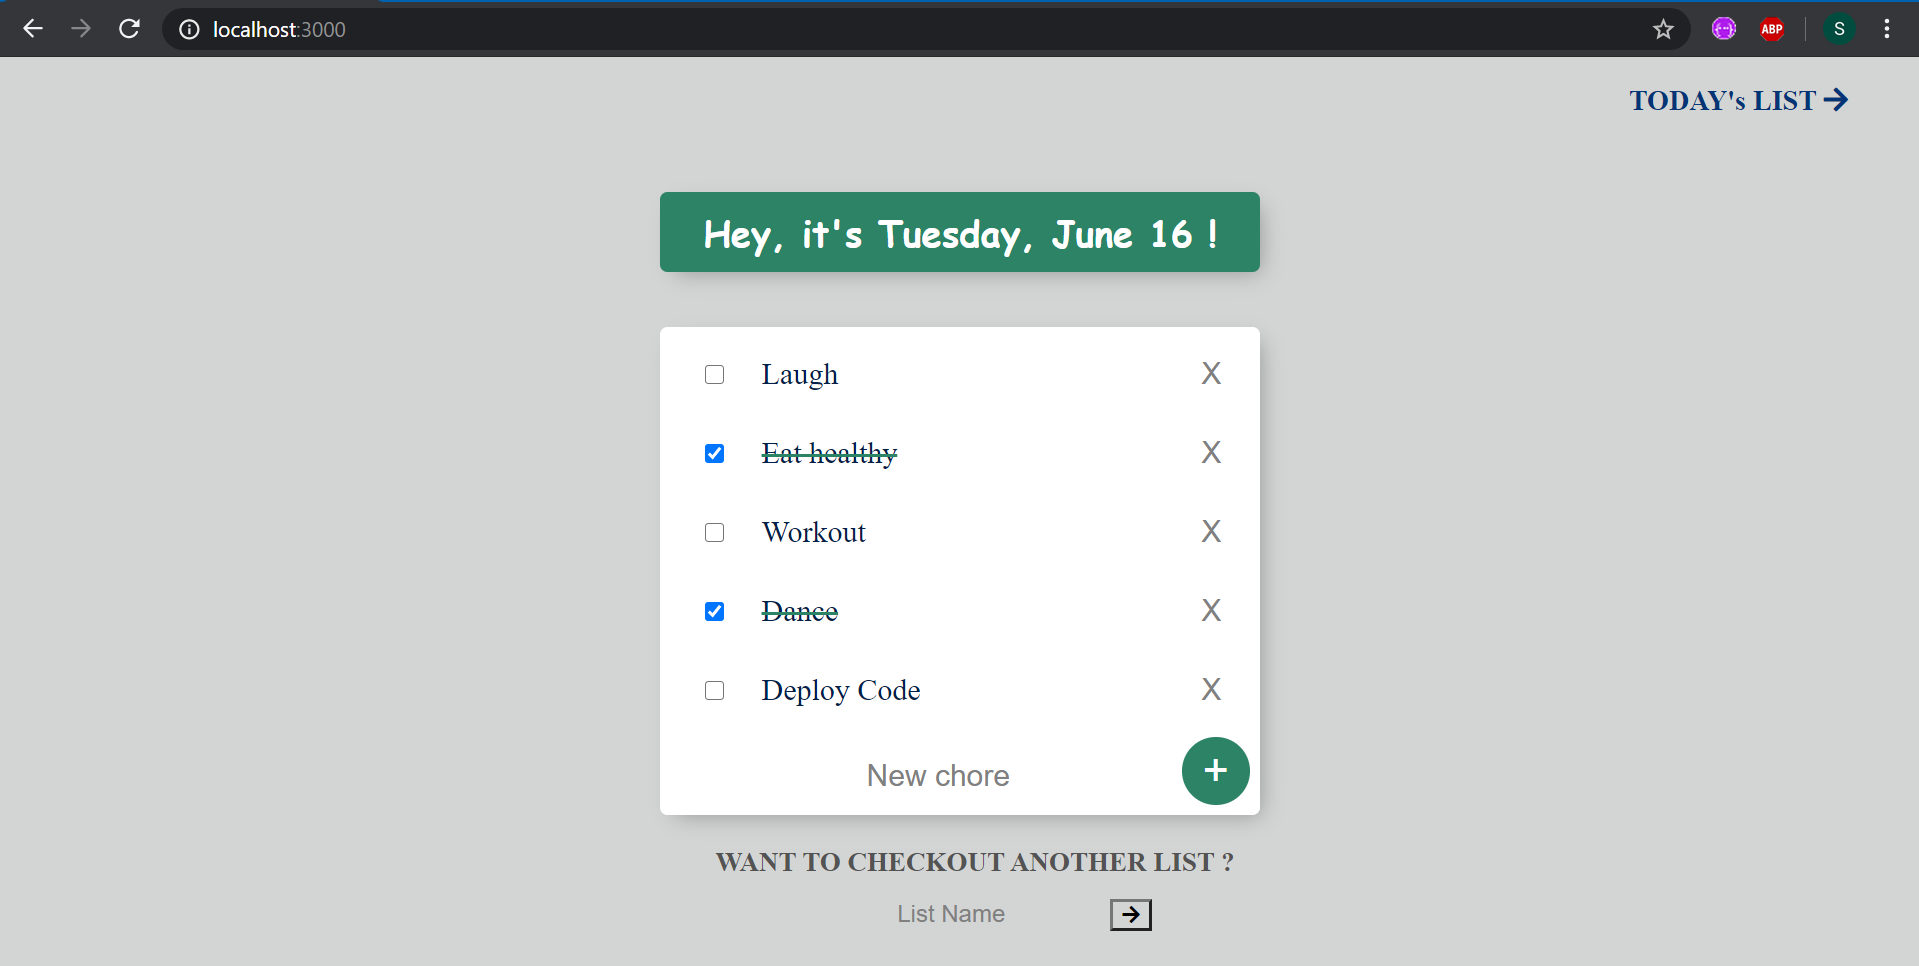 localhost:3000
ABP
S
TODAY's LIST →
Hey, it's Tuesday, June 16 !
Laugh X
Eat healthy X
Workout X
Dance X
Deploy Code X
New chore +
WANT TO CHECKOUT ANOTHER LIST ?
List Name →